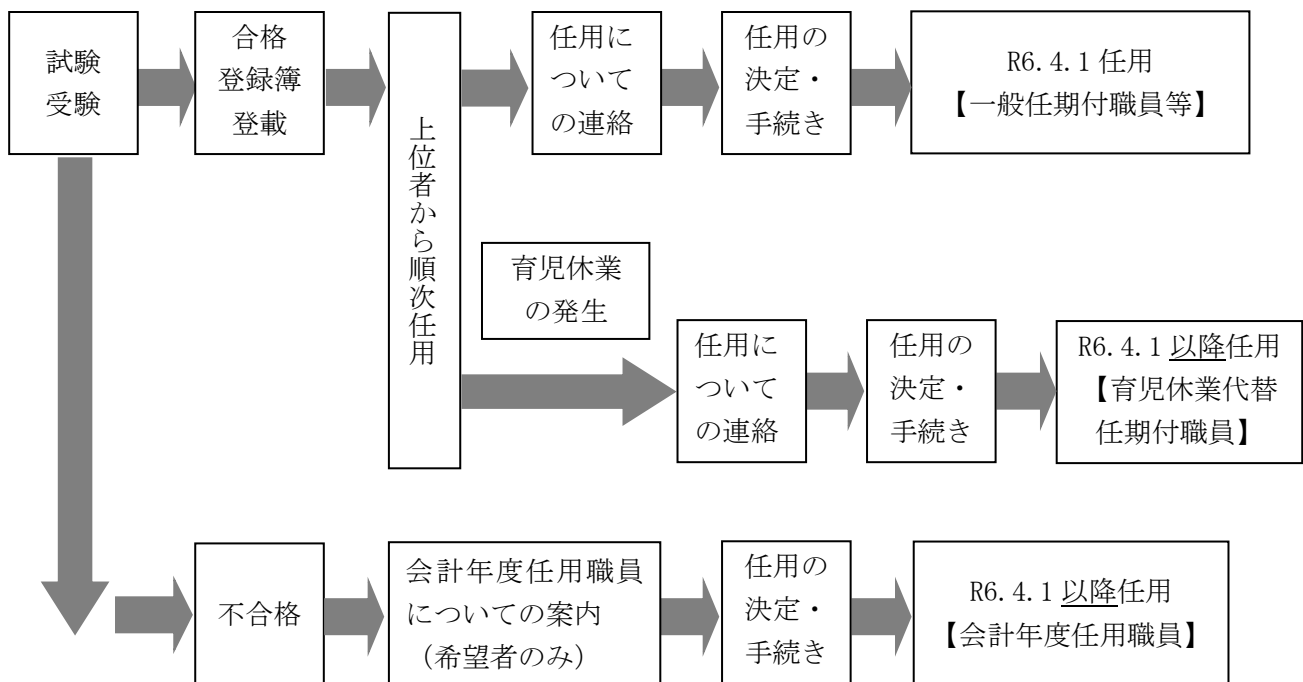 試験
受験
合格
登録簿
登載
上位者から順次任用
任用に
ついて
の連絡
任用の
決定・
手続き
R6.4.1 任用
【一般任期付職員等】
育児休業
の発生
任用に
ついて
の連絡
任用の
決定・
手続き
R6.4.1 以降任用
【育児休業代替
任期付職員】
不合格
会計年度任用職員
についての案内
（希望者のみ）
任用の
決定・
手続き
R6.4.1 以降任用
【会計年度任用職員】